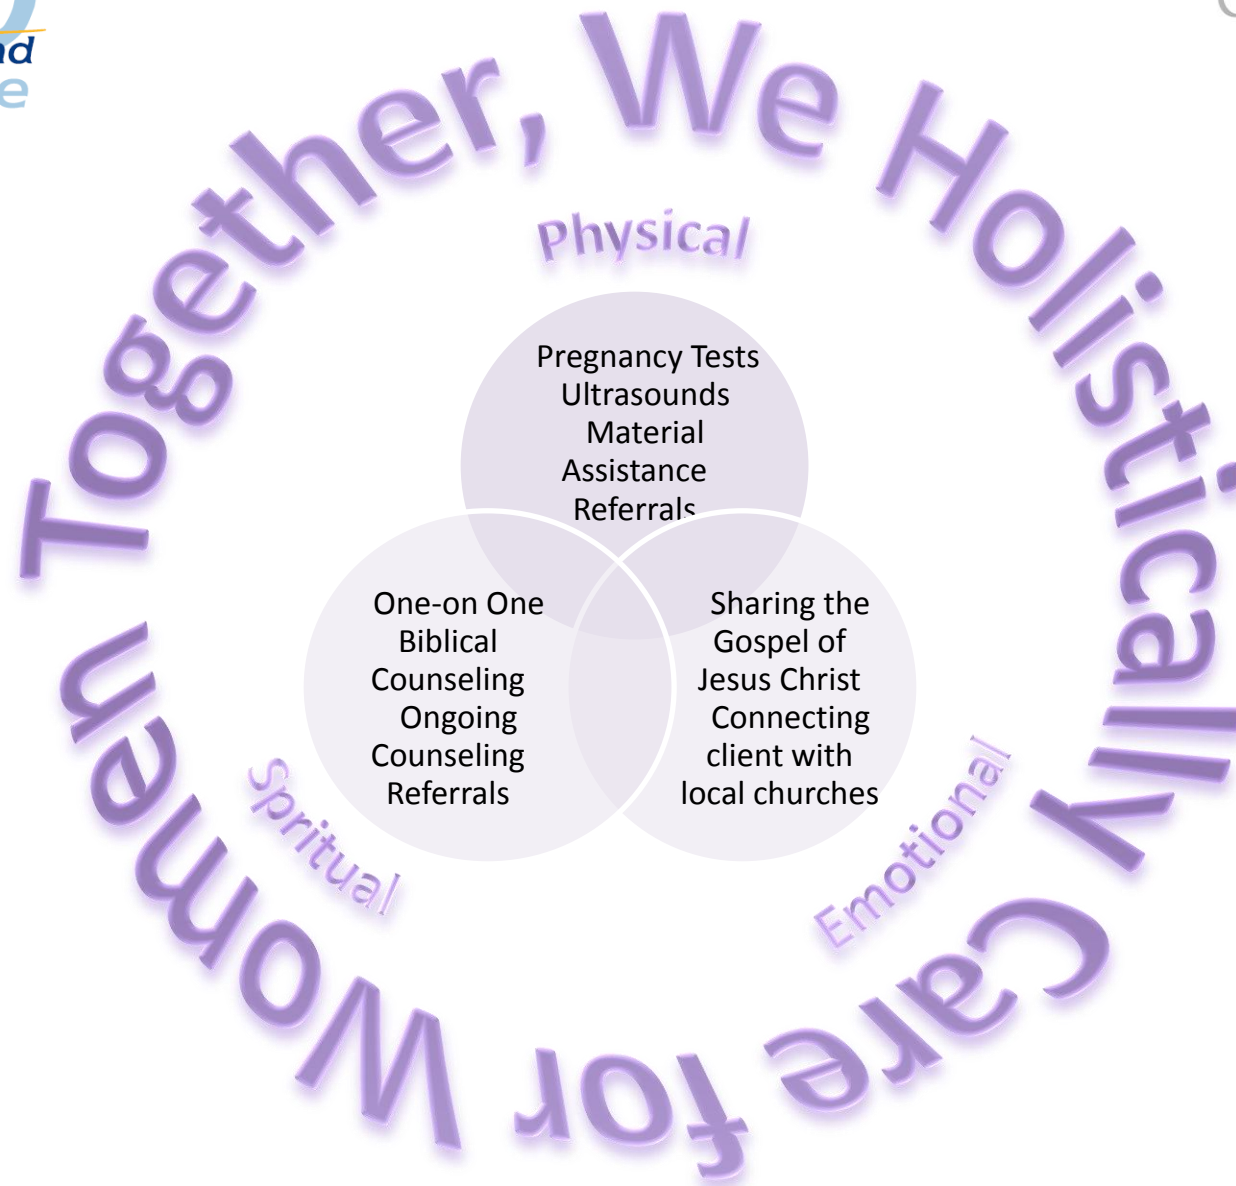 Together, We Holistically Care for Women
Physical
Pregnancy Tests
Ultrasounds
Material
Assistance
Referrals
One-on One
Biblical
Counseling
Ongoing
Counseling
Referrals
Spritual
Sharing the
Gospel of
Jesus Christ
Connecting
client with
local churches
Emotional